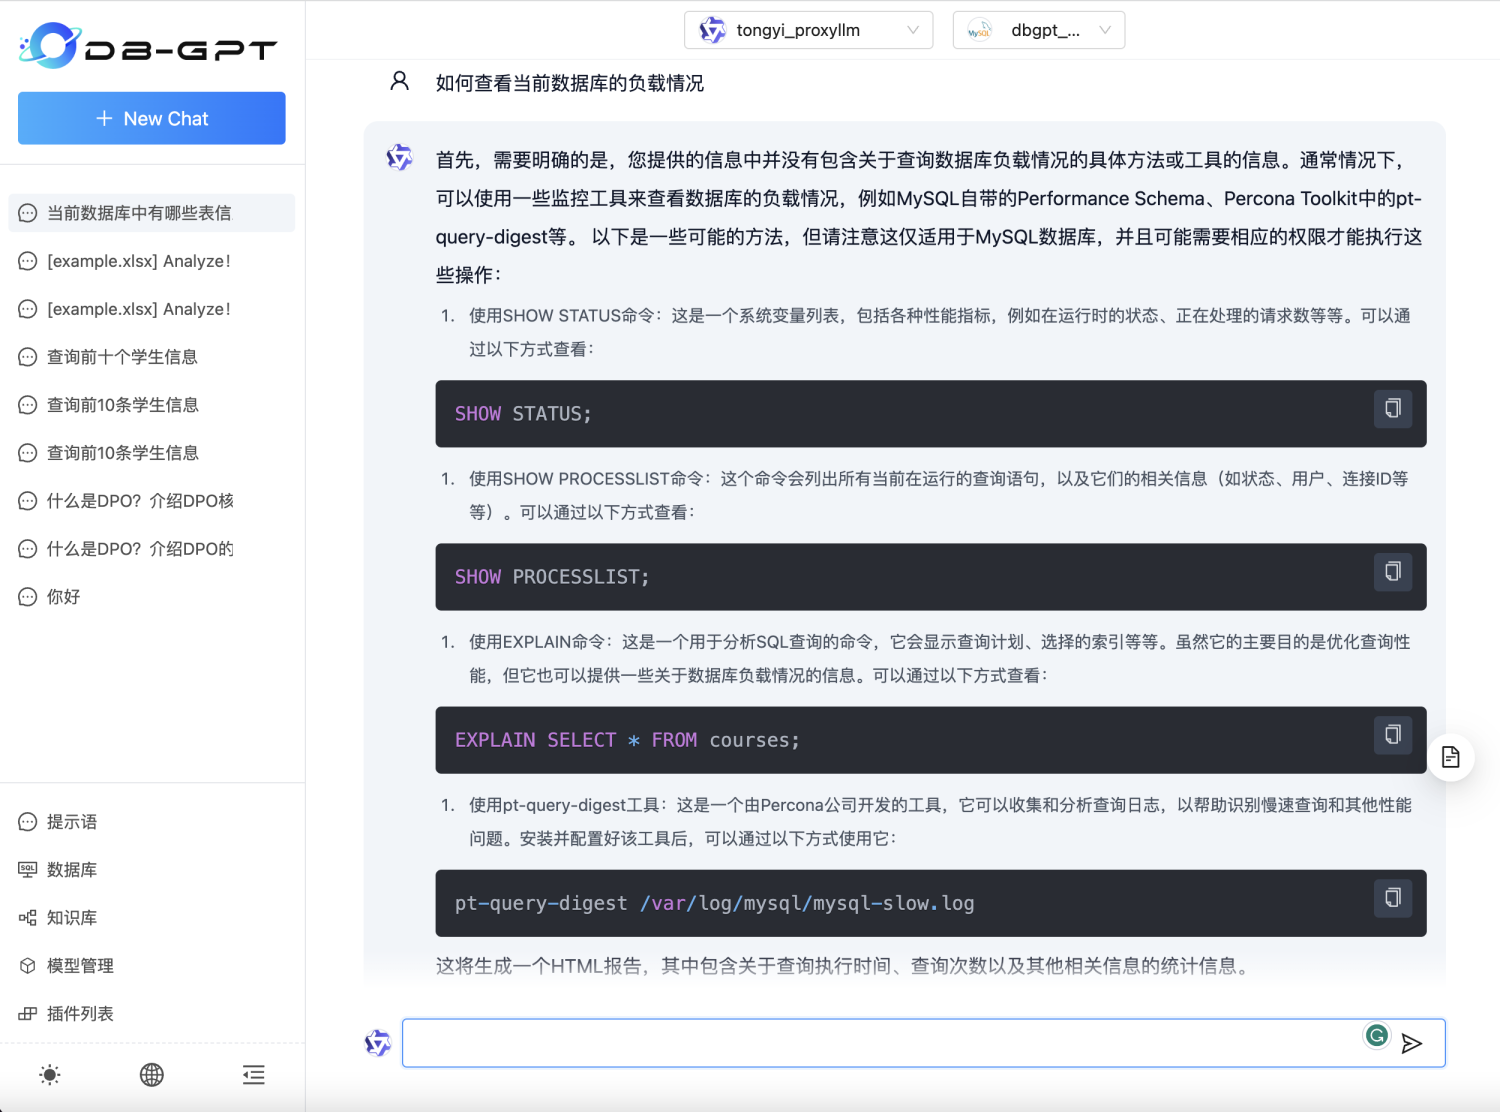 DB-GPT
+ New Chat
当前数据库中有哪些表信
[example.xlsx] Analyze!
[example.xlsx] Analyze!
查询前十个学生信息
查询前10条学生信息
查询前10条学生信息
什么是DPO？介绍DPO核
什么是DPO？介绍DPO的
你好
提示语
SQL 数据库
知识库
模型管理
插件列表
tongyi_proxyllm
MySQL dbgpt_...
如何查看当前数据库的负载情况
首先，需要明确的是，您提供的信息中并没有包含关于查询数据库负载情况的具体方法或工具的信息。通常情况下，
可以使用一些监控工具来查看数据库的负载情况，例如MySQL自带的Performance Schema、Percona Toolkit中的pt-
query-digest等。 以下是一些可能的方法，但请注意这仅适用于MySQL数据库，并且可能需要相应的权限才能执行这
些操作：
1. 使用SHOW STATUS命令：这是一个系统变量列表，包括各种性能指标，例如在运行时的状态、正在处理的请求数等等。可以通
过以下方式查看：
SHOW STATUS;
1. 使用SHOW PROCESSLIST命令：这个命令会列出所有当前在运行的查询语句，以及它们的相关信息（如状态、用户、连接ID等
等）。可以通过以下方式查看：
SHOW PROCESSLIST;
1. 使用EXPLAIN命令：这是一个用于分析SQL查询的命令，它会显示查询计划、选择的索引等等。虽然它的主要目的是优化查询性
能，但它也可以提供一些关于数据库负载情况的信息。可以通过以下方式查看：
EXPLAIN SELECT * FROM courses;
1. 使用pt-query-digest工具：这是一个由Percona公司开发的工具，它可以收集和分析查询日志，以帮助识别慢速查询和其他性能
问题。安装并配置好该工具后，可以通过以下方式使用它：
pt-query-digest /var/log/mysql/mysql-slow.log
这将生成一个HTML报告，其中包含关于查询执行时间、查询次数以及其他相关信息的统计信息。